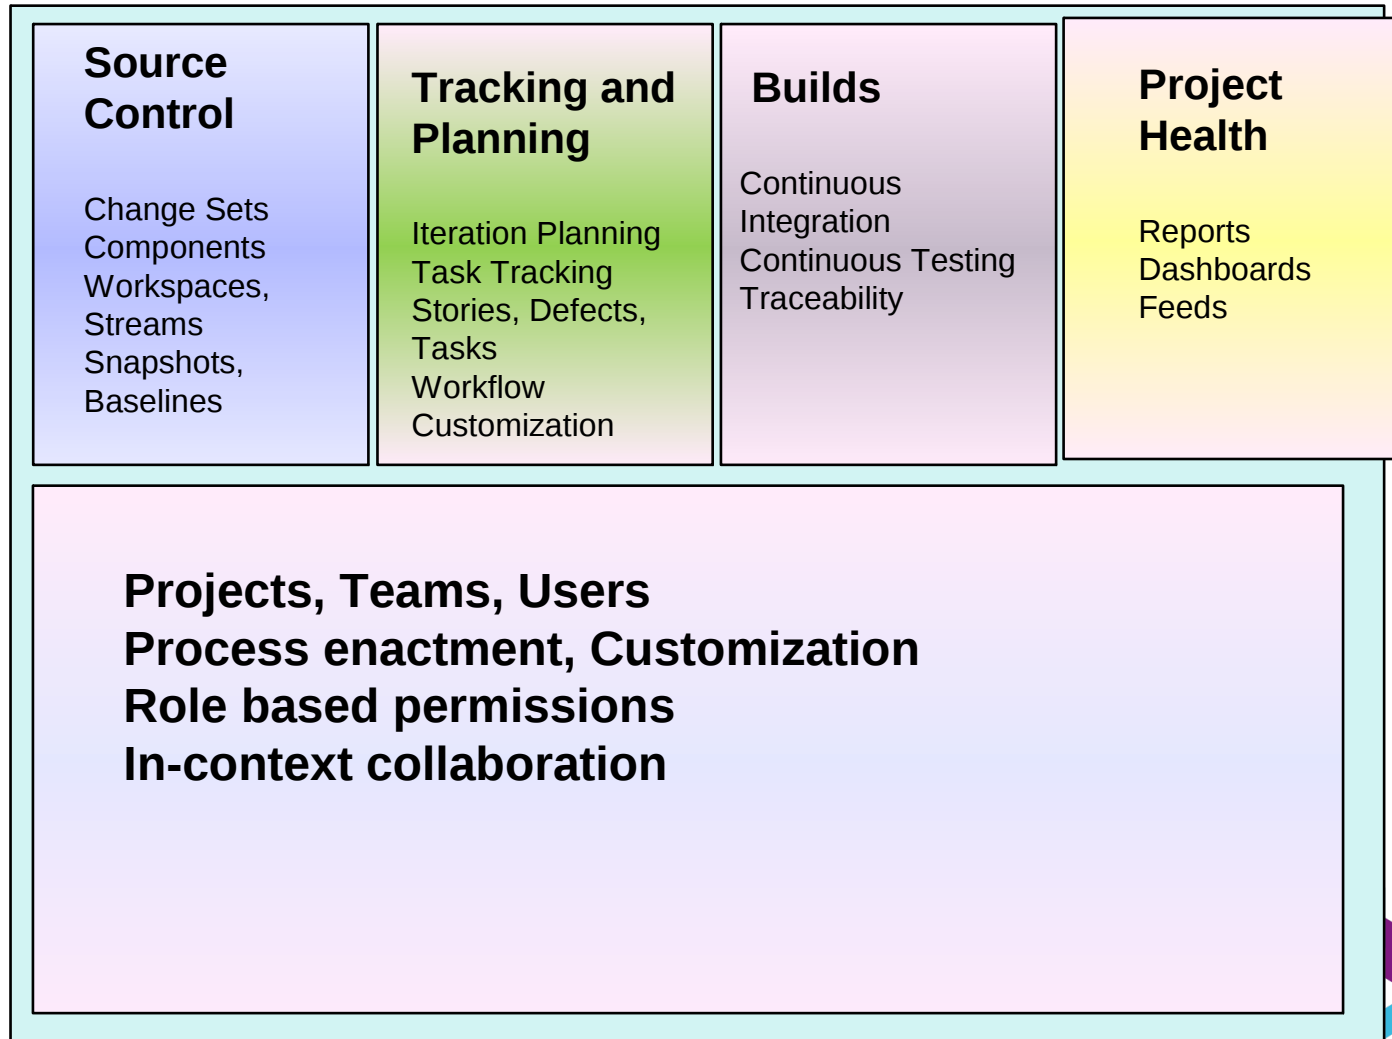 Source
Control
Change Sets
Components
Workspaces,
Streams
Snapshots,
Baselines
Tracking and
Planning
Iteration Planning
Task Tracking
Stories, Defects,
Tasks
Workflow
Customization
Builds
Continuous
Integration
Continuous Testing
Traceability
Project
Health
Reports
Dashboards
Feeds
Projects, Teams, Users
Process enactment, Customization
Role based permissions
In-context collaboration